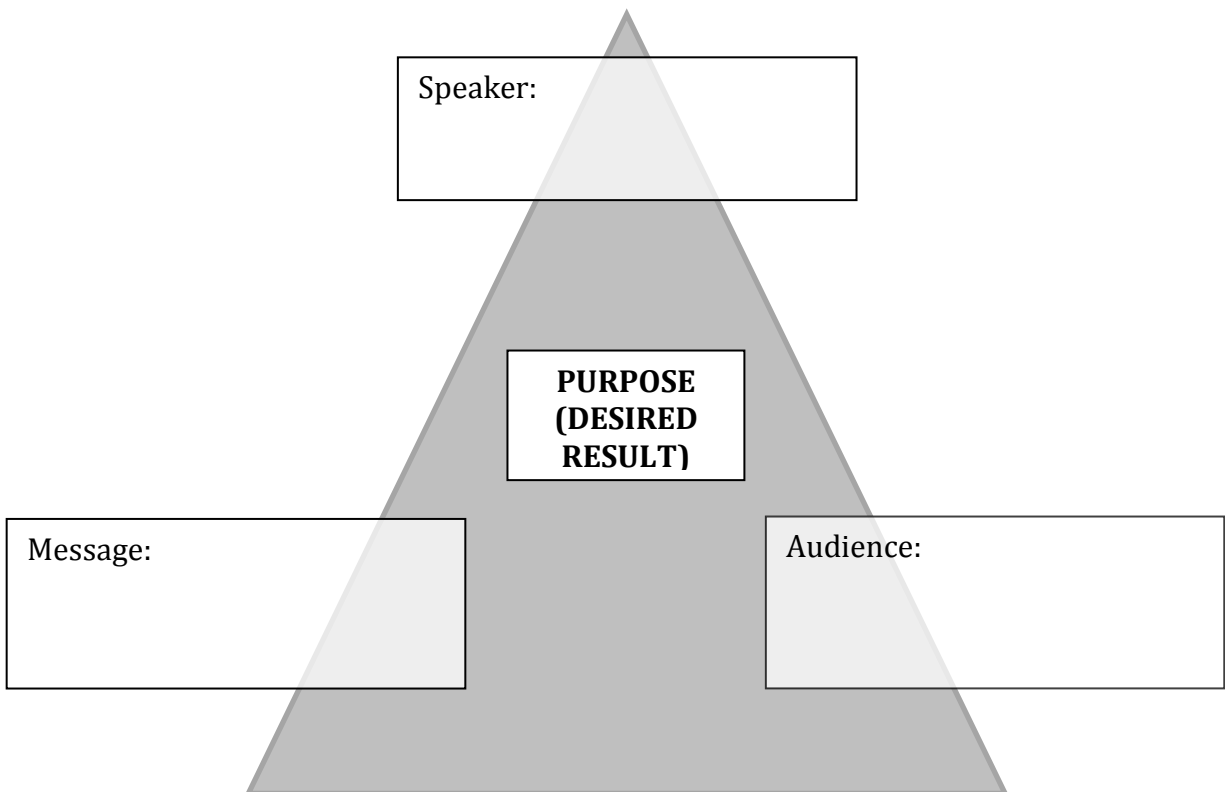 Speaker:
PURPOSE
(DESIRED
RESULT)
Message:
Audience: